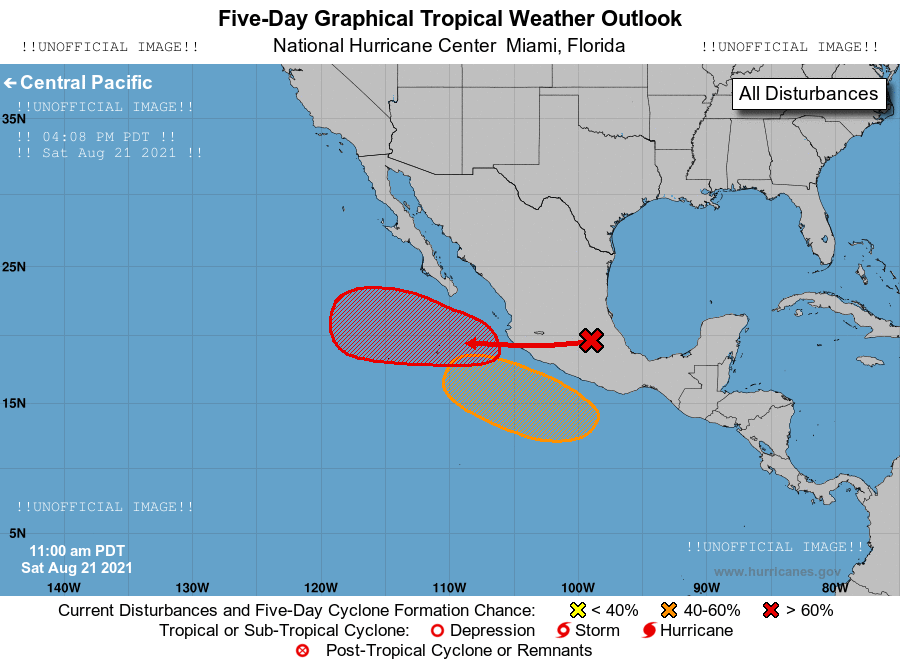 Five-Day Graphical Tropical Weather Outlook
!!UNOFFICIAL IMAGE!! National Hurricane Center Miami, Florida !!UNOFFICIAL IMAGE!!
← Central Pacific
All Disturbances
!!UNOFFICIAL IMAGE!!
35N
!! 04:08 PM PDT !!
!! Sat Aug 21 2021 !!
25N
15N
!!UNOFFICIAL IMAGE!!
5N
!!UNOFFICIAL IMAGE!!
11:00 am PDT
Sat Aug 21 2021
www.hurricanes.gov
140W 130W 120W 110W 100W 90W 80W
Current Disturbances and Five-Day Cyclone Formation Chance: < 40% 40-60% > 60%
Tropical or Sub-Tropical Cyclone: Depression Storm Hurricane
Post-Tropical Cyclone or Remnants